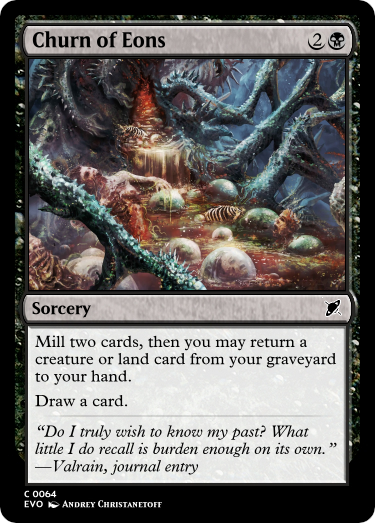 Churn of Eons 2
Sorcery
Mill two cards, then you may return a
creature or land card from your graveyard
to your hand.
Draw a card.
“Do I truly wish to know my past? What
little I do recall is burden enough on its own.”
—Valrain, journal entry
C 0064
EVO Andrey Christanetoff